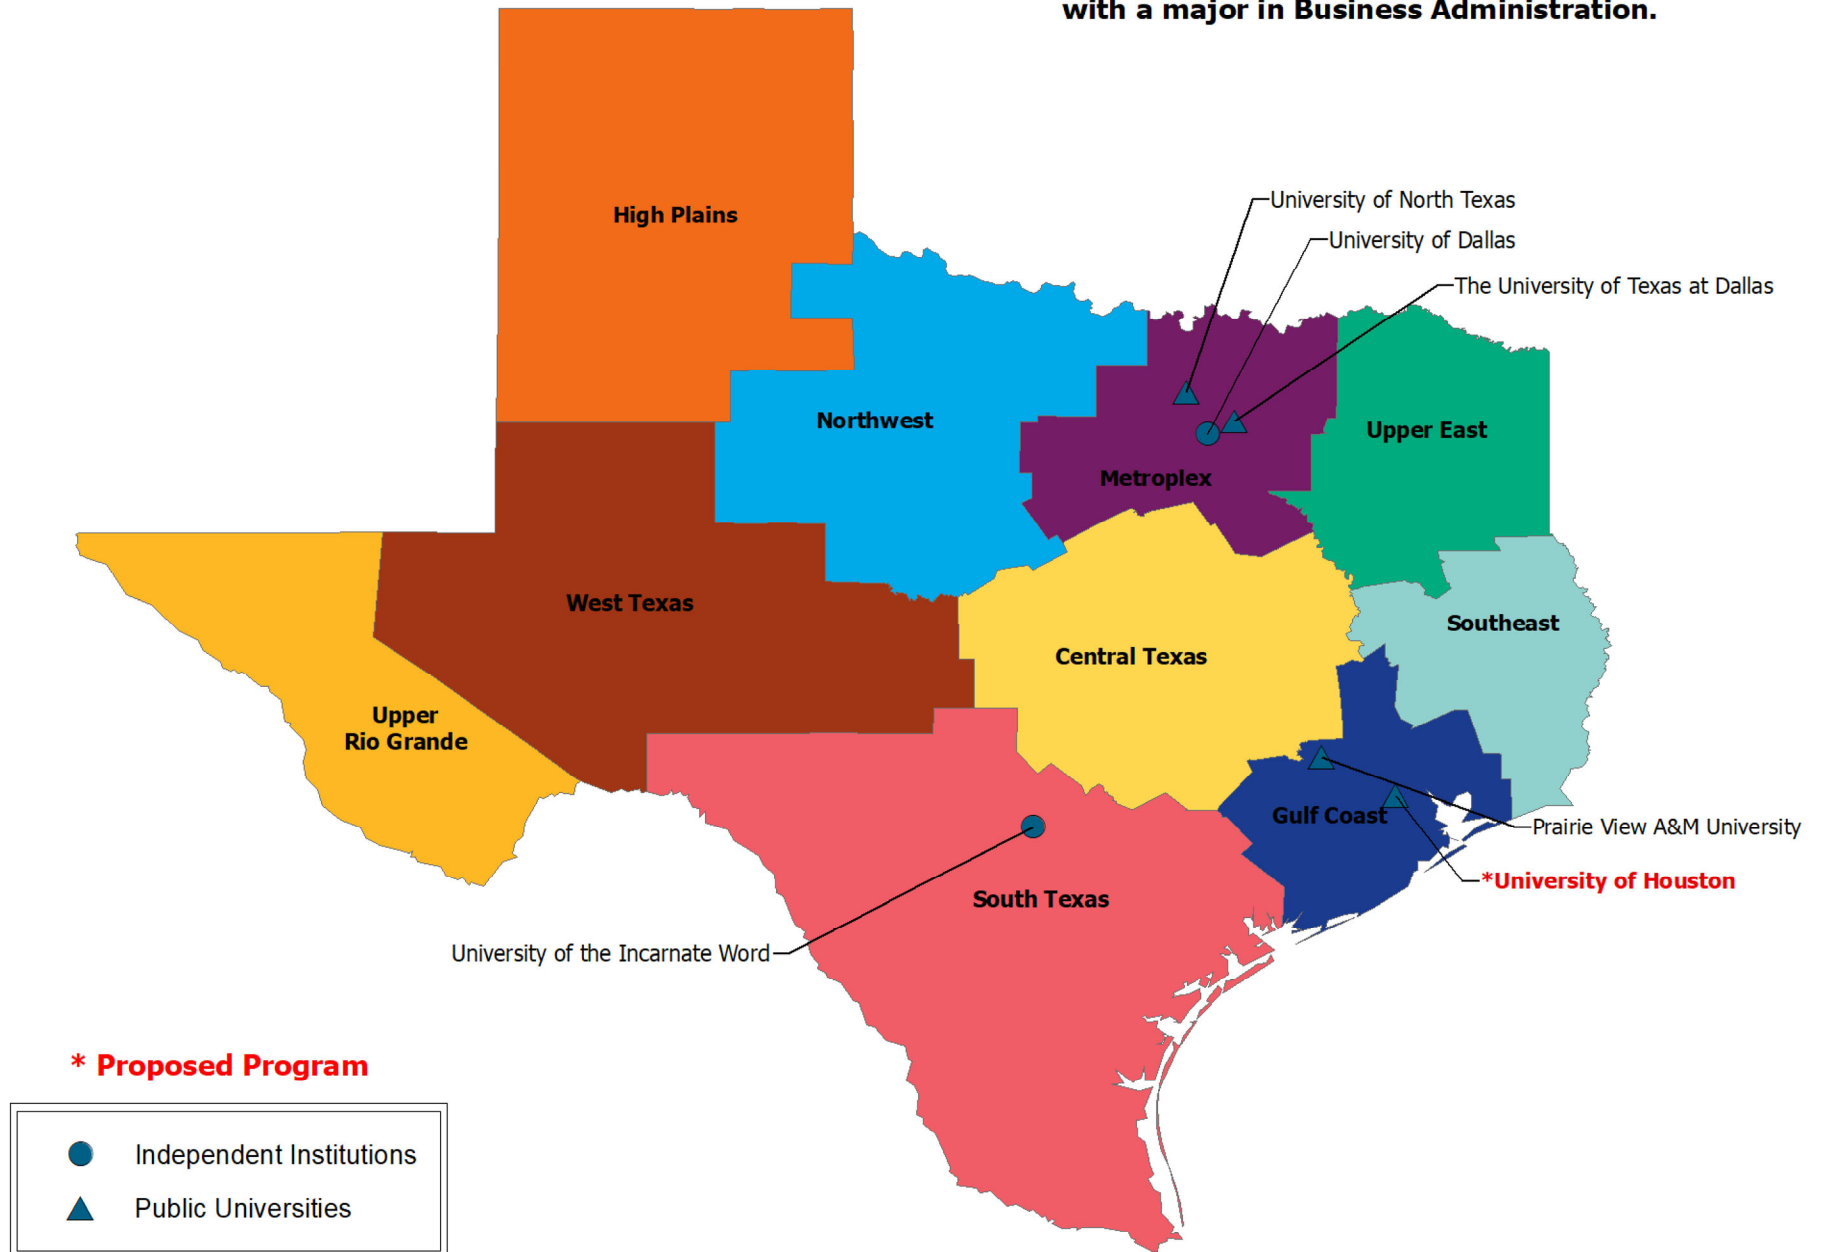 with a major in Business Administration.
University of North Texas
High Plains
University of Dallas
The University of Texas at Dallas
Northwest
Upper East
Metroplex
West Texas
Southeast
Central Texas
Upper
Rio Grande
Gulf Coast
Prairie View A&M University
*University of Houston
South Texas
University of the Incarnate Word
* Proposed Program
Independent Institutions
Public Universities